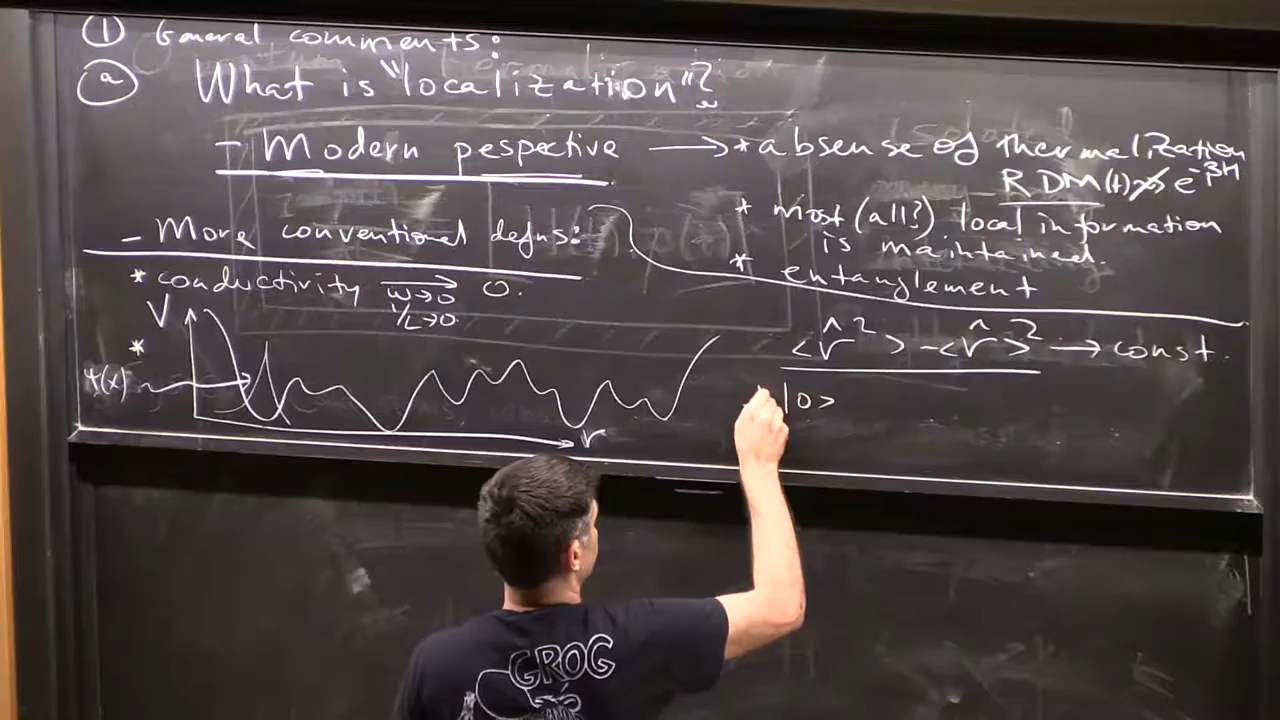 ① General comments:
ⓐ What is "localization"?
- Modern pespective → * absense of thermalization
RDM(t) ↛ e^-βH
* most (all?) local information
is maintained.
* entanglement
- More conventional defns:
* conductivity → 0.
ω→0
1/L→0
V
*
ψ(x)
r
<r̂²> - <r̂>² → const.
|0>
GROG